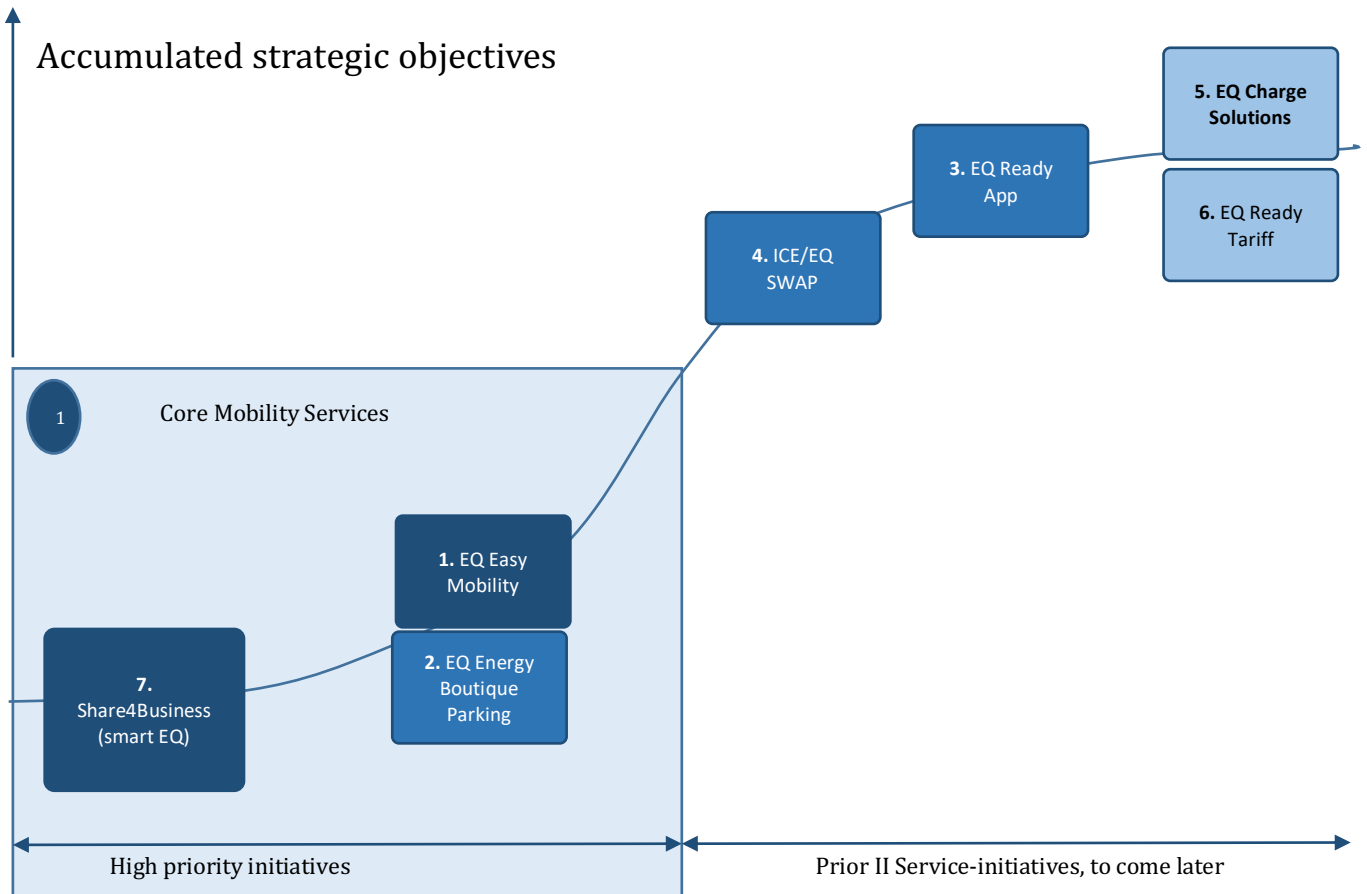 Accumulated strategic objectives
5. EQ Charge
Solutions
3. EQ Ready
App
6. EQ Ready
Tariff
4. ICE/EQ
SWAP
1
Core Mobility Services
1. EQ Easy
Mobility
2. EQ Energy
Boutique
Parking
7.
Share4Business
(smart EQ)
High priority initiatives
Prior II Service-initiatives, to come later